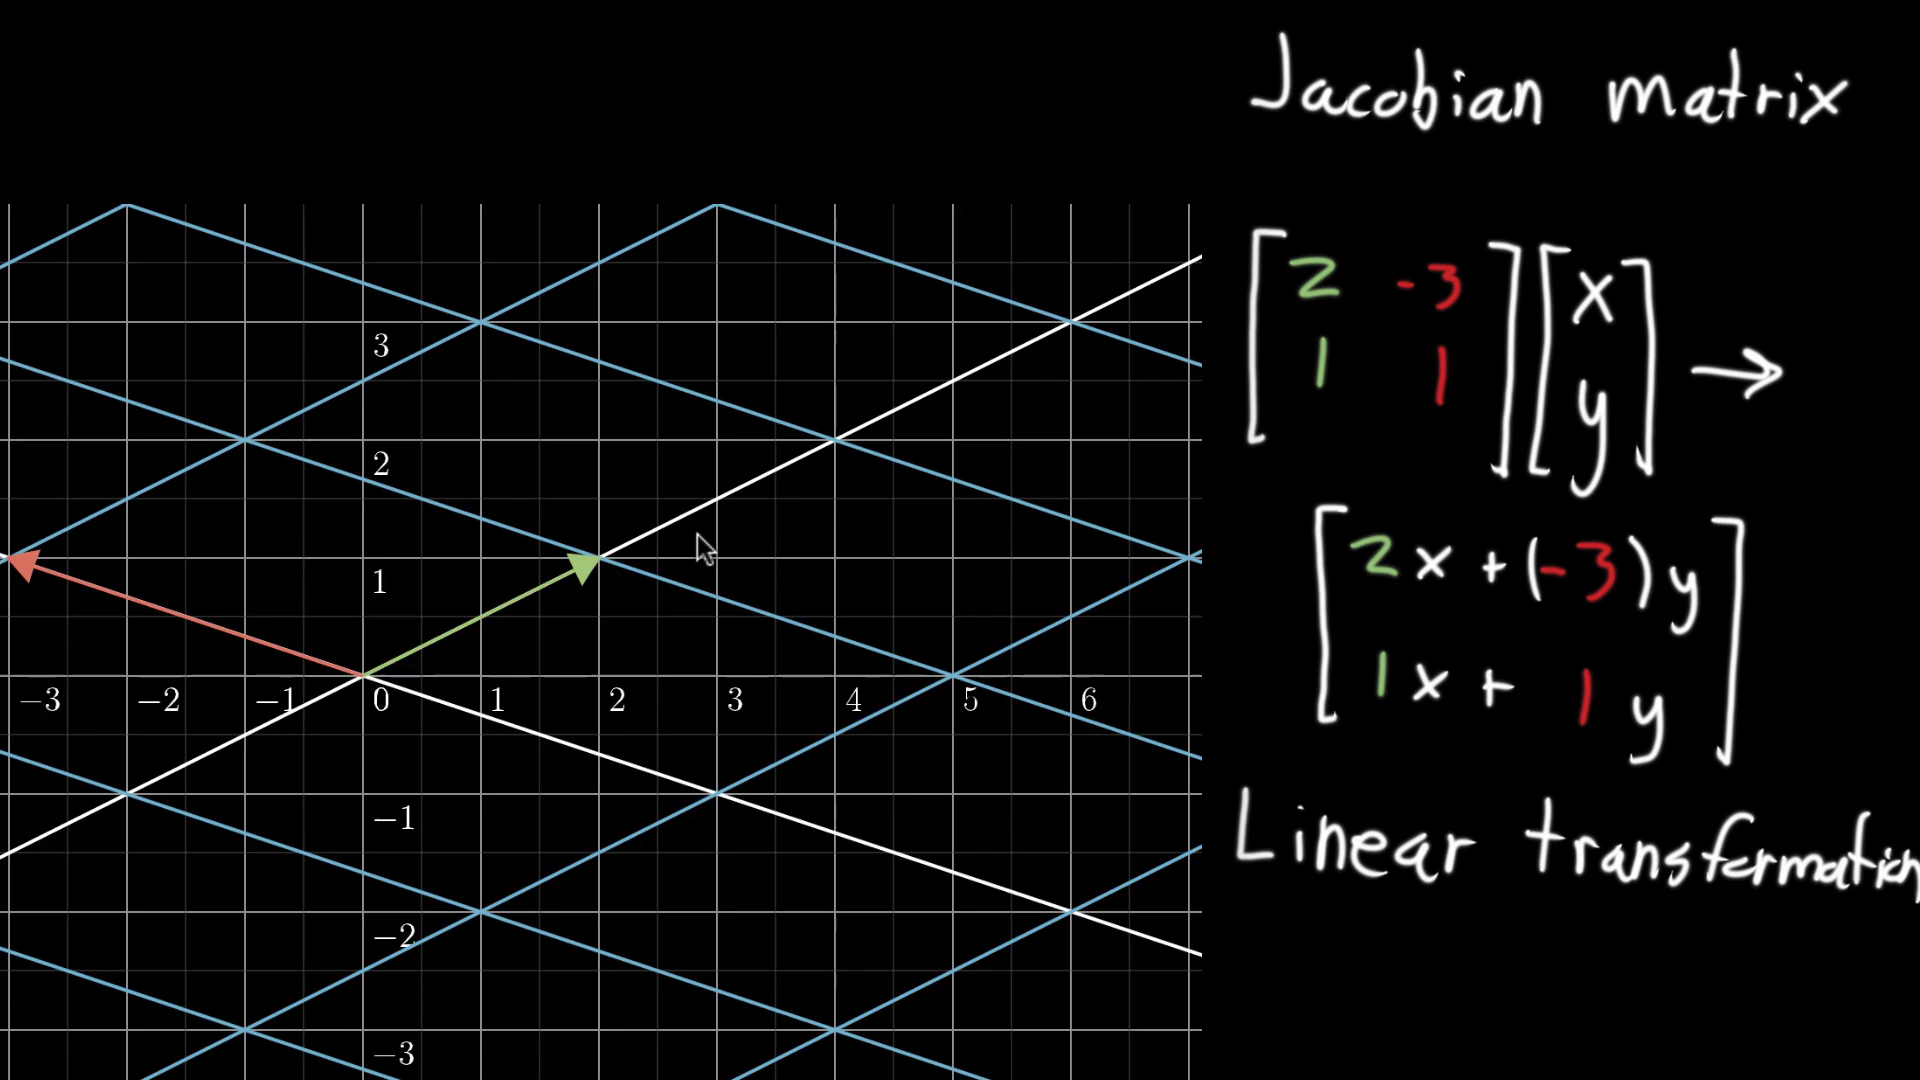 Jacobian matrix
[2 -3] [x] →
[1 1] [y]
[2x + (-3)y]
[1x + 1y]
Linear transformation
3
2
1
−3 −2 −1 0 1 2 3 4 5 6
−1
−2
−3